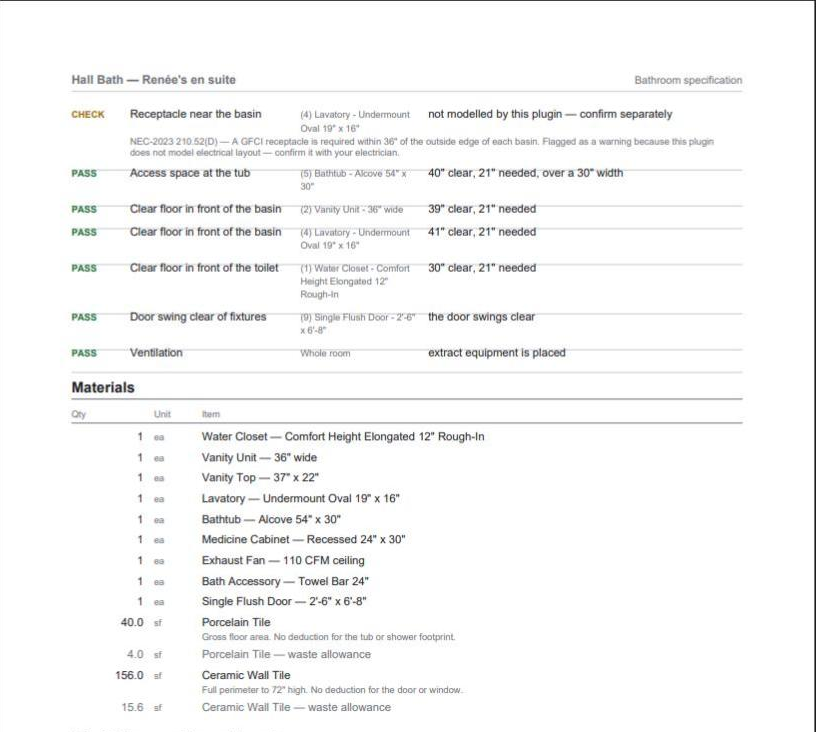 Hall Bath — Renée's en suite Bathroom specification
CHECK Receptacle near the basin (4) Lavatory - Undermount not modelled by this plugin — confirm separately
Oval 19" x 16"
NEC-2023 210.52(D) — A GFCI receptacle is required within 36" of the outside edge of each basin. Flagged as a warning because this plugin
does not model electrical layout — confirm it with your electrician.
PASS Access space at the tub (5) Bathtub - Alcove 54" x 40" clear, 21" needed, over a 30" width
30"
PASS Clear floor in front of the basin (2) Vanity Unit - 36" wide 39" clear, 21" needed
PASS Clear floor in front of the basin (4) Lavatory - Undermount 41" clear, 21" needed
Oval 19" x 16"
PASS Clear floor in front of the toilet (1) Water Closet - Comfort 30" clear, 21" needed
Height Elongated 12"
Rough-In
PASS Door swing clear of fixtures (9) Single Flush Door - 2'-6" the door swings clear
x 6'-8"
PASS Ventilation Whole room extract equipment is placed
Materials
Qty Unit Item
1 ea Water Closet — Comfort Height Elongated 12" Rough-In
1 ea Vanity Unit — 36" wide
1 ea Vanity Top — 37" x 22"
1 ea Lavatory — Undermount Oval 19" x 16"
1 ea Bathtub — Alcove 54" x 30"
1 ea Medicine Cabinet — Recessed 24" x 30"
1 ea Exhaust Fan — 110 CFM ceiling
1 ea Bath Accessory — Towel Bar 24"
1 ea Single Flush Door — 2'-6" x 6'-8"
40.0 sf Porcelain Tile
Gross floor area. No deduction for the tub or shower footprint.
4.0 sf Porcelain Tile — waste allowance
156.0 sf Ceramic Wall Tile
Full perimeter to 72" high. No deduction for the door or window.
15.6 sf Ceramic Wall Tile — waste allowance